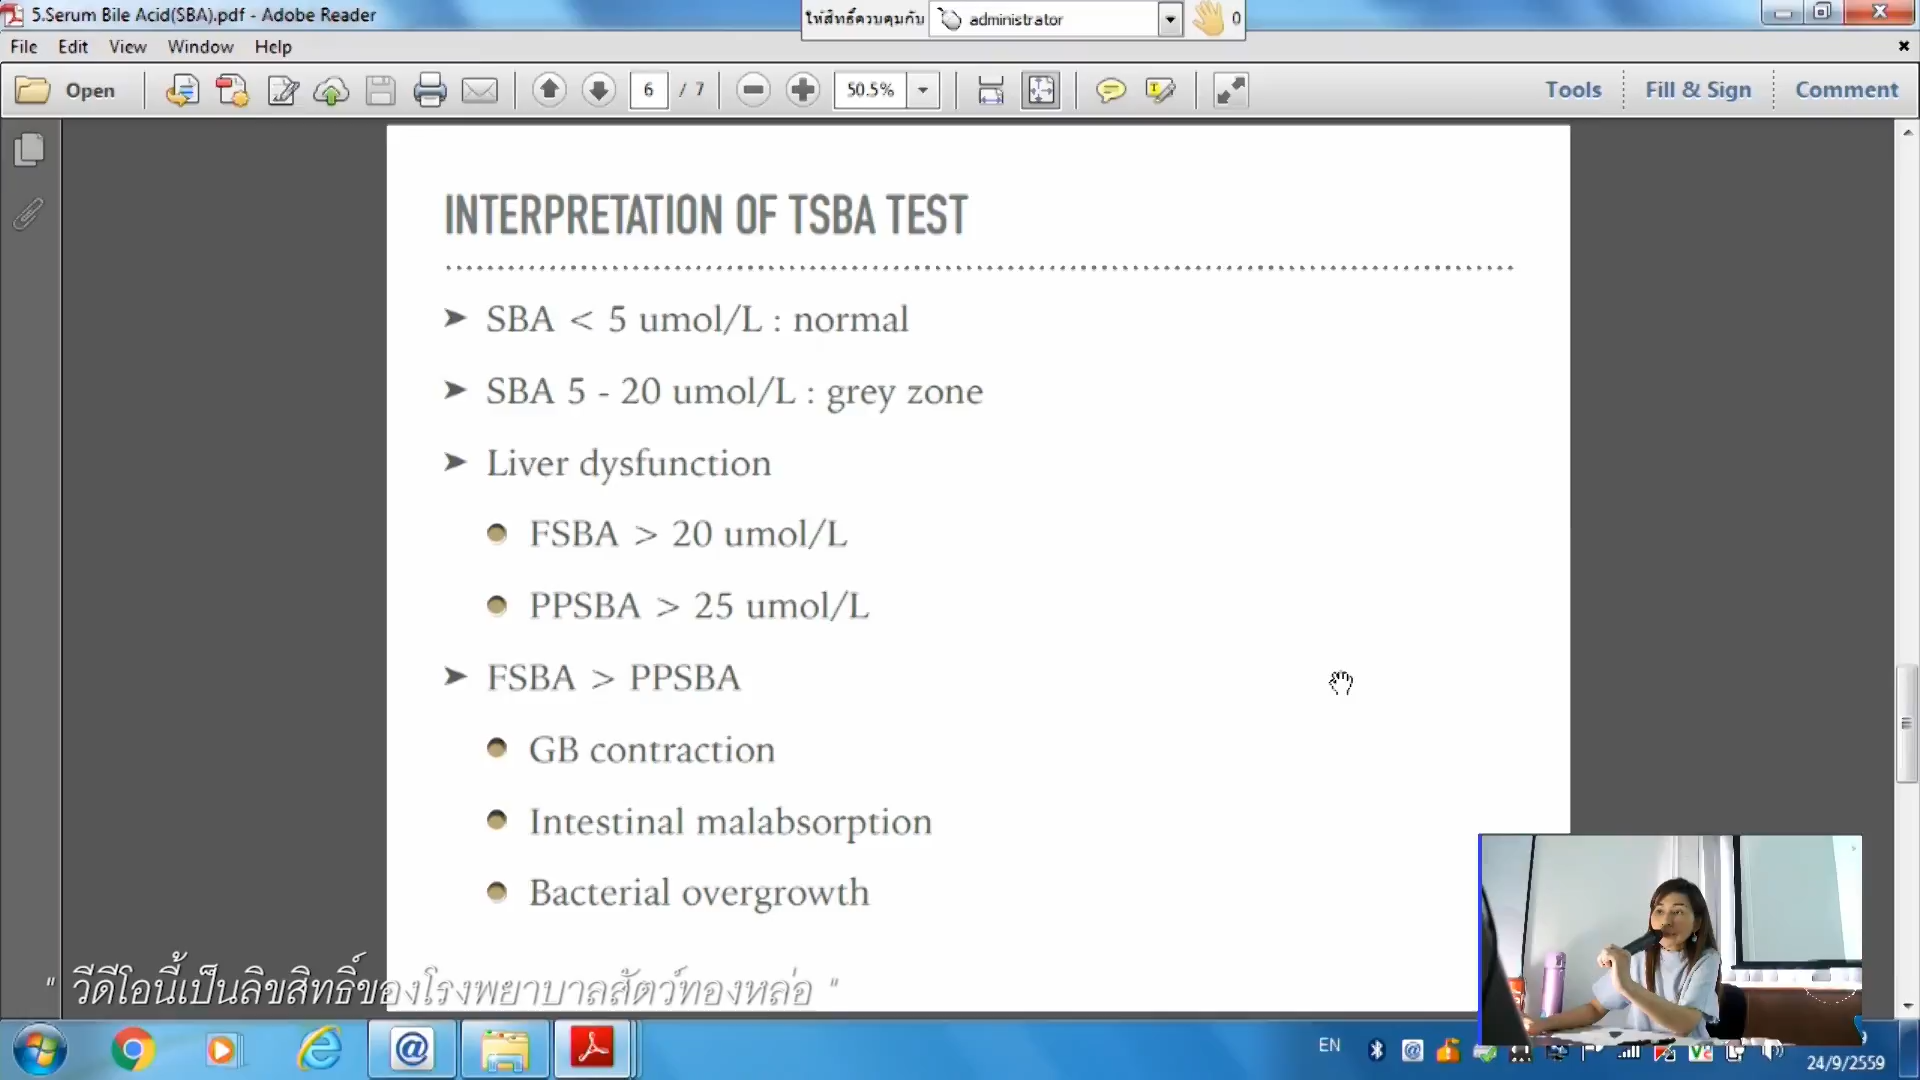 5.Serum Bile Acid(SBA).pdf - Adobe Reader
ให้สิทธิ์ควบคุมกับ administrator 0
File Edit View Window Help
Open 6 / 7 50.5% Tools Fill & Sign Comment
INTERPRETATION OF TSBA TEST
➤ SBA < 5 umol/L : normal
➤ SBA 5 - 20 umol/L : grey zone
➤ Liver dysfunction
● FSBA > 20 umol/L
● PPSBA > 25 umol/L
➤ FSBA > PPSBA
● GB contraction
● Intestinal malabsorption
● Bacterial overgrowth
" วีดีโอนี้เป็นลิขสิทธิ์ของโรงพยาบาลสัตว์ทองหล่อ "
EN
24/9/2559